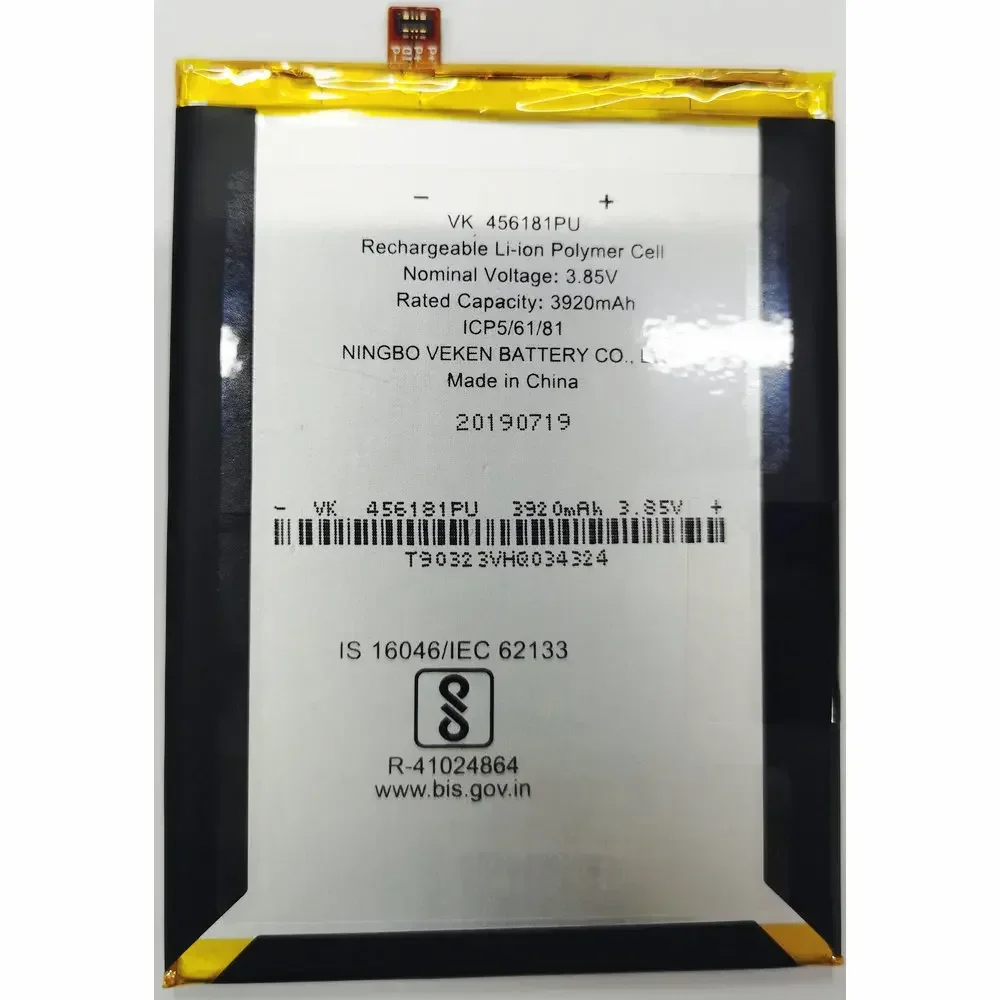 P+ P+ ID P-
- +
VK 456181PU
Rechargeable Li-ion Polymer Cell
Nominal Voltage: 3.85V
Rated Capacity: 3920mAh
ICP5/61/81
NINGBO VEKEN BATTERY CO.,
Made in China
20190719
- VK 456181PU 3920mAh 3.85V +
T90323VHQ034324
IS 16046/IEC 62133
R-41024864
www.bis.gov.in